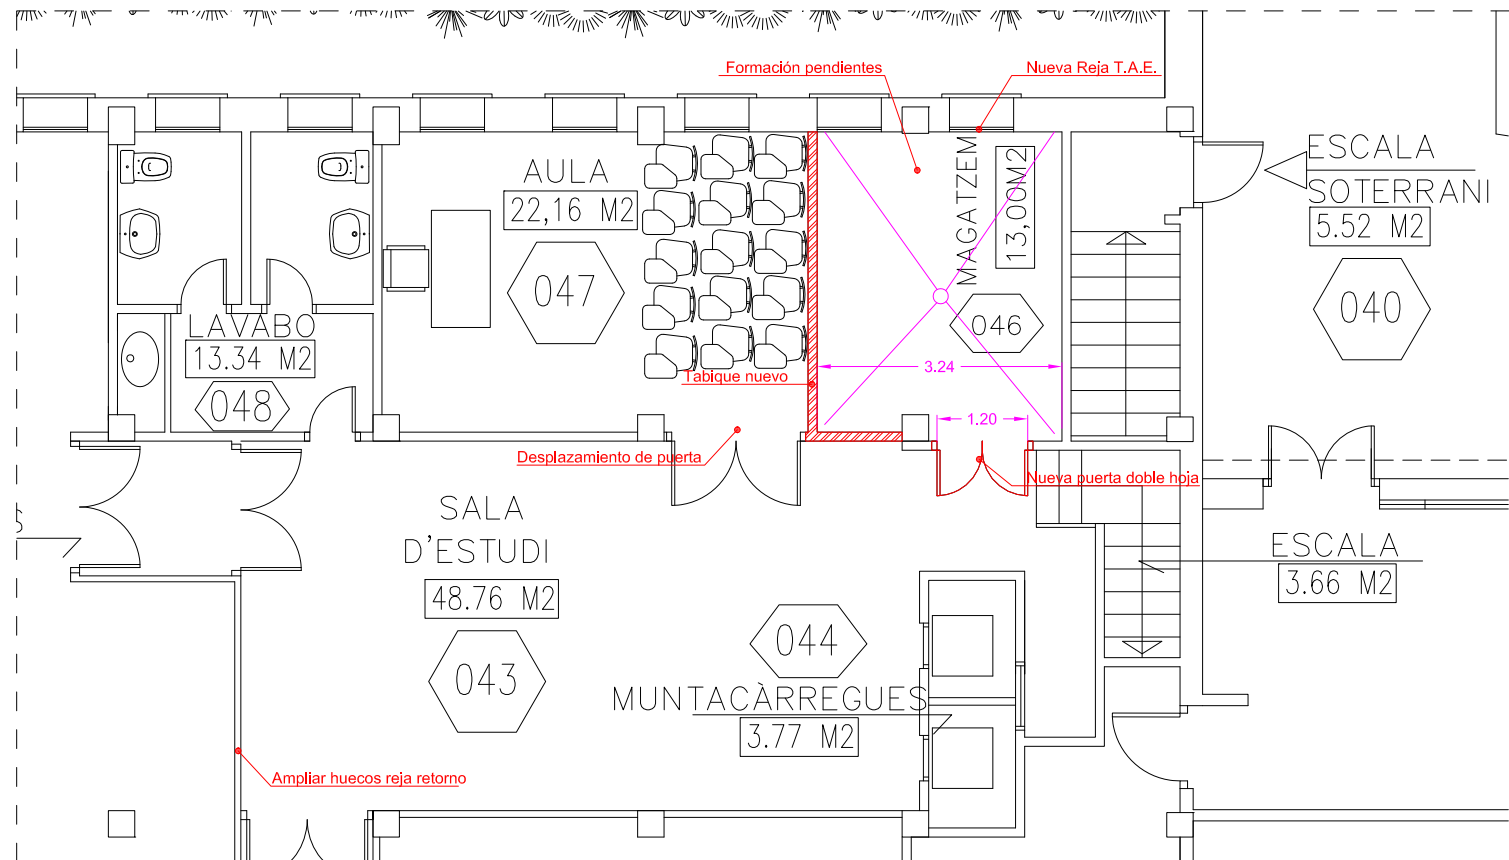 Formación pendientes
Nueva Reja T.A.E.
ESCALA
SOTERRANI
5.52 M2
040
AULA
22,16 M2
047
MAGATZEM
13,00M2
046
LAVABO
13.34 M2
048
3.24
Tabique nuevo
1.20
Desplazamiento de puerta
Nueva puerta doble hoja
SALA
D'ESTUDI
48.76 M2
043
S
ESCALA
3.66 M2
044
MUNTACÀRREGUES
3.77 M2
Ampliar huecos reja retorno